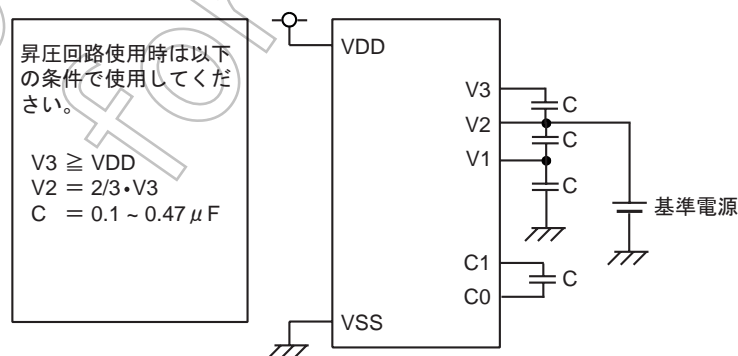 昇圧回路使用時は以下
の条件で使用してくだ
さい。
V3 ≧ VDD
V2 = 2/3•V3
C = 0.1 ~ 0.47 μF
VDD
V3
V2
V1
C
C
C
C1
C0
C
VSS
基準電源
for